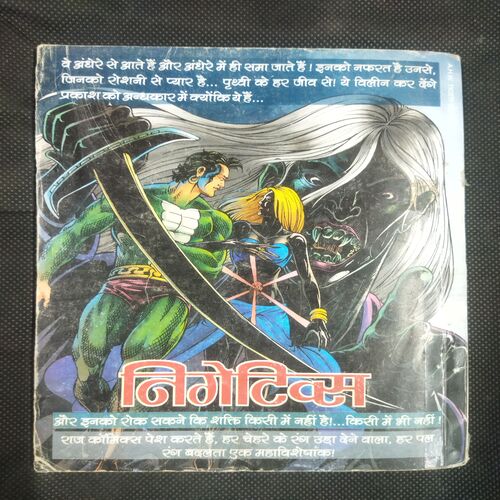 वे अंधेरे से आते हैं और अंधेरे में ही समा जाते हैं! इनको नफरत है उनसे,
जिनको रोशनी से प्यार है... पृथ्वी के हर जीव से! ये विलीन कर देंगे
प्रकाश को अन्धकार में क्योंकि ये हैं...
निगेटिव्स
और इनको रोक सकने कि शक्ति किसी में नहीं है!...किसी में भी नहीं!
राज कॉमिक्स पेश करते हैं, हर चेहरे के रंग उड़ा देने वाला, हर पल
रंग बदलता एक महाविशेषांक!